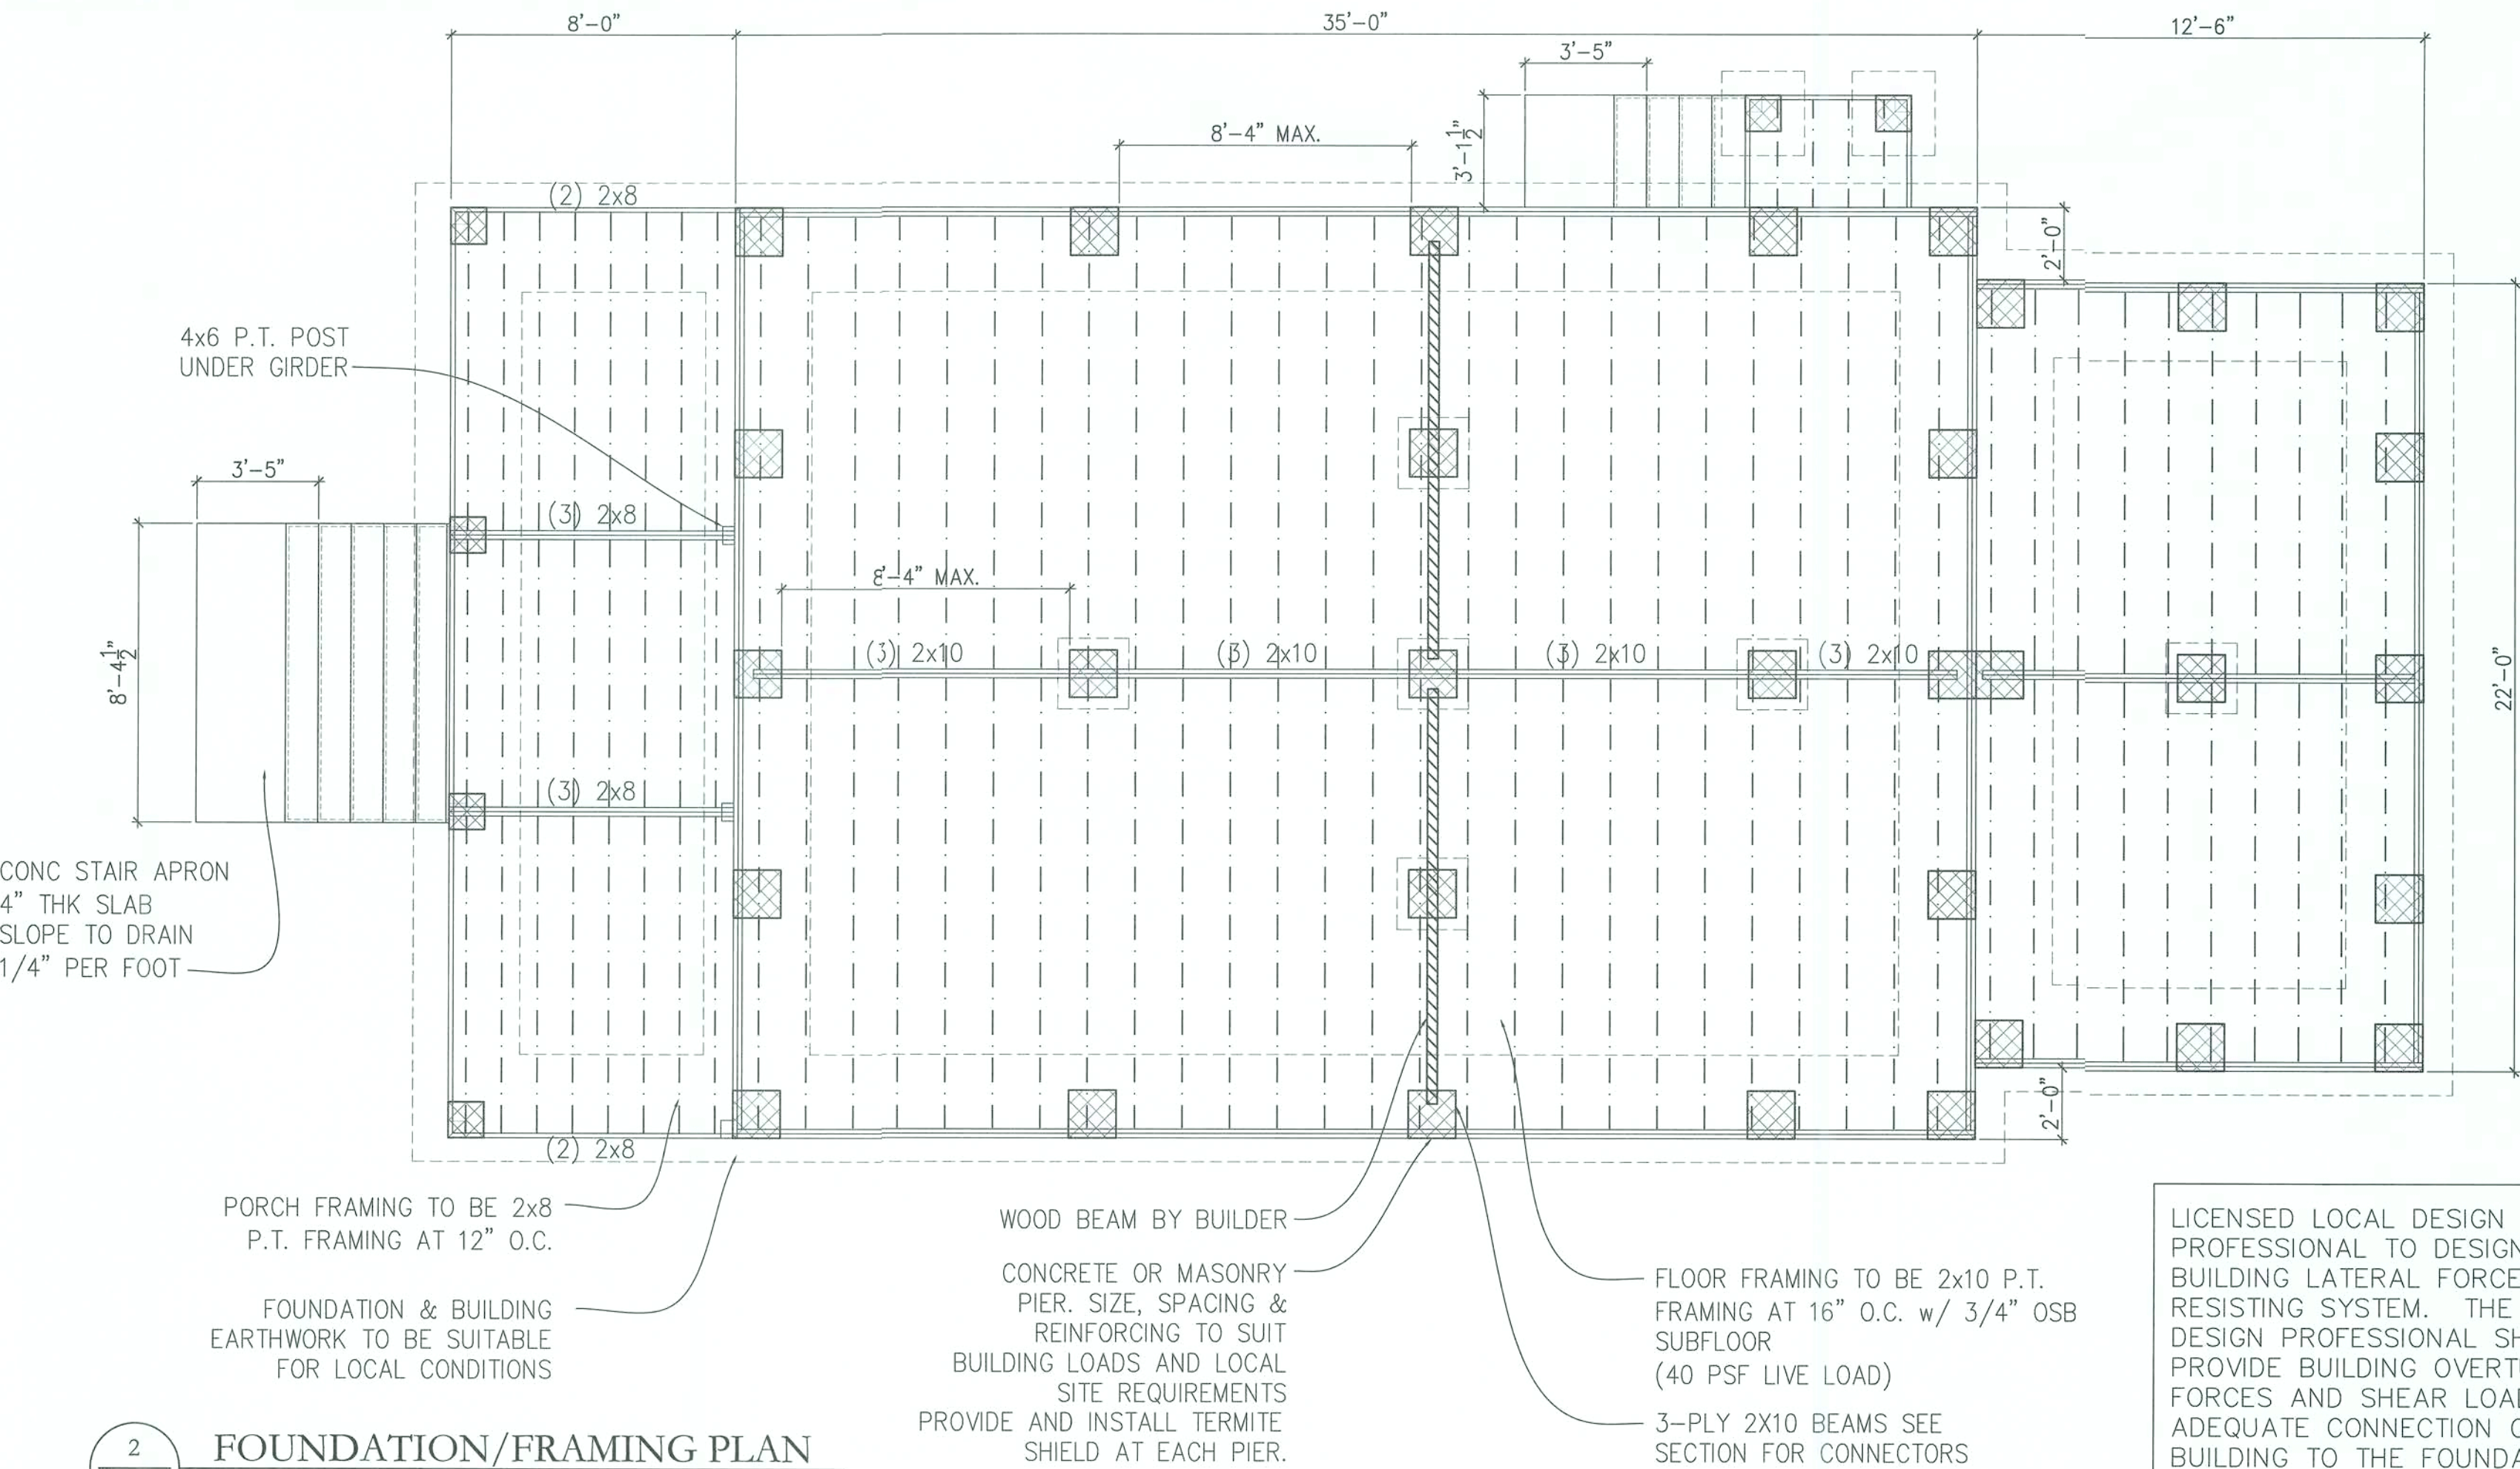 8'-0"
35'-0"
12'-6"
3'-5"
8'-4" MAX.
3'-1 1/2"
(2) 2x8
2'-0"
4x6 P.T. POST
UNDER GIRDER
3'-5"
(3) 2x8
8'-4" MAX.
(3) 2x10
(3) 2x10
(3) 2x10
(3) 2x10
8'-4 1/2"
22'-0"
(3) 2x8
CONC STAIR APRON
4" THK SLAB
SLOPE TO DRAIN
1/4" PER FOOT
2'-0"
(2) 2x8
PORCH FRAMING TO BE 2x8
P.T. FRAMING AT 12" O.C.
FOUNDATION & BUILDING
EARTHWORK TO BE SUITABLE
FOR LOCAL CONDITIONS
WOOD BEAM BY BUILDER
CONCRETE OR MASONRY
PIER. SIZE, SPACING &
REINFORCING TO SUIT
BUILDING LOADS AND LOCAL
SITE REQUIREMENTS
PROVIDE AND INSTALL TERMITE
SHIELD AT EACH PIER.
FLOOR FRAMING TO BE 2x10 P.T.
FRAMING AT 16" O.C. w/ 3/4" OSB
SUBFLOOR
(40 PSF LIVE LOAD)
3-PLY 2X10 BEAMS SEE
SECTION FOR CONNECTORS
LICENSED LOCAL DESIGN
PROFESSIONAL TO DESIGN
BUILDING LATERAL FORCE
RESISTING SYSTEM. THE
DESIGN PROFESSIONAL
PROVIDE BUILDING
FORCES AND SHEAR
ADEQUATE CONNECTION
BUILDING TO THE
2
FOUNDATION/FRAMING PLAN